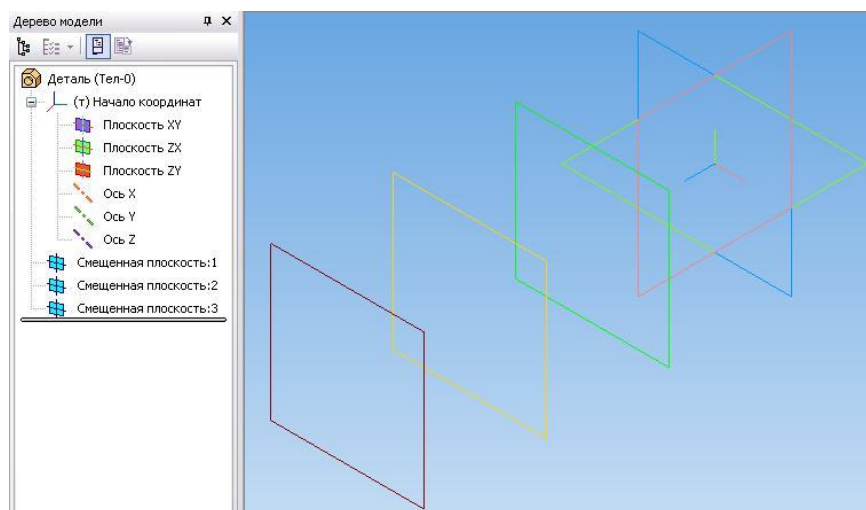 Дерево модели
Деталь (Тел-0)
(т) Начало координат
Плоскость XY
Плоскость ZX
Плоскость ZY
Ось X
Ось Y
Ось Z
Смещенная плоскость:1
Смещенная плоскость:2
Смещенная плоскость:3